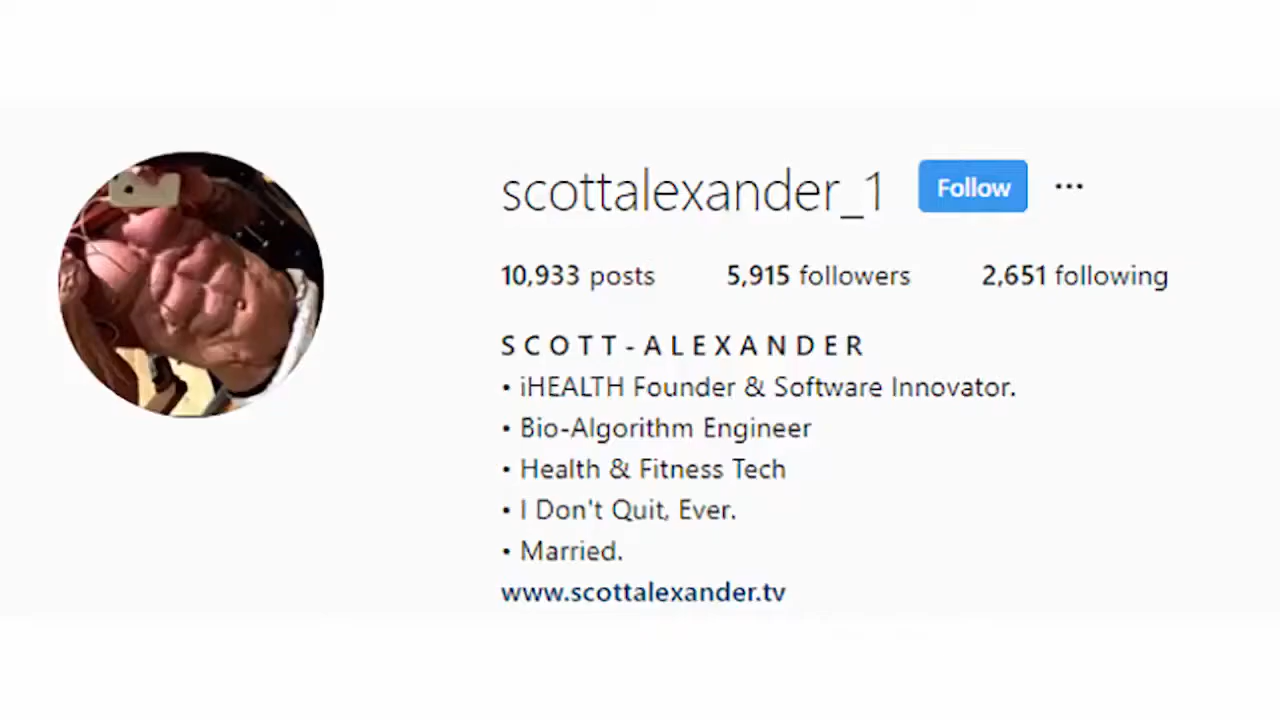 scottalexander_1 Follow ...
10,933 posts 5,915 followers 2,651 following
S C O T T - A L E X A N D E R
• iHEALTH Founder & Software Innovator.
• Bio-Algorithm Engineer
• Health & Fitness Tech
• I Don't Quit, Ever.
• Married.
www.scottalexander.tv